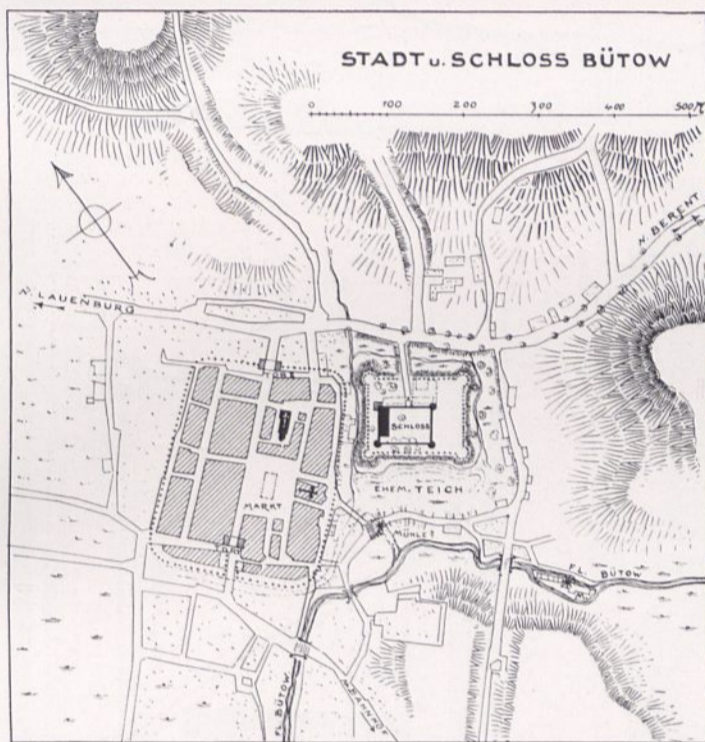 STADT u. SCHLOSS BÜTOW
0 100 200 300 400 500
N. BERENT
N. LAUENBURG
SCHLOSS
EHEM. TEICH
MARKT
MÜHLE
FL. BÜTOW
FL. BÜTOW
BAHNHOF